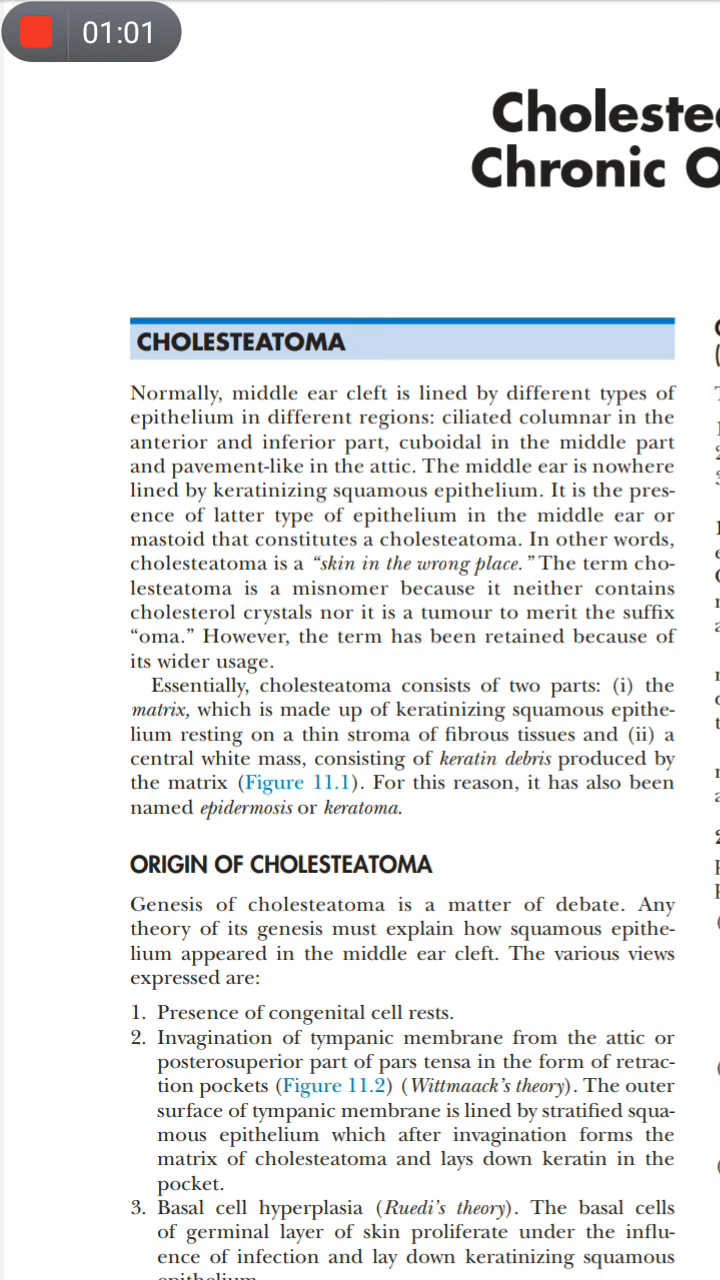 01:01
Choleste
Chronic O
CHOLESTEATOMA
Normally, middle ear cleft is lined by different types of
epithelium in different regions: ciliated columnar in the
anterior and inferior part, cuboidal in the middle part
and pavement-like in the attic. The middle ear is nowhere
lined by keratinizing squamous epithelium. It is the pres-
ence of latter type of epithelium in the middle ear or
mastoid that constitutes a cholesteatoma. In other words,
cholesteatoma is a “skin in the wrong place.” The term cho-
lesteatoma is a misnomer because it neither contains
cholesterol crystals nor it is a tumour to merit the suffix
“oma.” However, the term has been retained because of
its wider usage.
Essentially, cholesteatoma consists of two parts: (i) the
matrix, which is made up of keratinizing squamous epithe-
lium resting on a thin stroma of fibrous tissues and (ii) a
central white mass, consisting of keratin debris produced by
the matrix (Figure 11.1). For this reason, it has also been
named epidermosis or keratoma.
ORIGIN OF CHOLESTEATOMA
Genesis of cholesteatoma is a matter of debate. Any
theory of its genesis must explain how squamous epithe-
lium appeared in the middle ear cleft. The various views
expressed are:
1. Presence of congenital cell rests.
2. Invagination of tympanic membrane from the attic or
posterosuperior part of pars tensa in the form of retrac-
tion pockets (Figure 11.2) (Wittmaack’s theory). The outer
surface of tympanic membrane is lined by stratified squa-
mous epithelium which after invagination forms the
matrix of cholesteatoma and lays down keratin in the
pocket.
3. Basal cell hyperplasia (Ruedi’s theory). The basal cells
of germinal layer of skin proliferate under the influ-
ence of infection and lay down keratinizing squamous
epithelium.